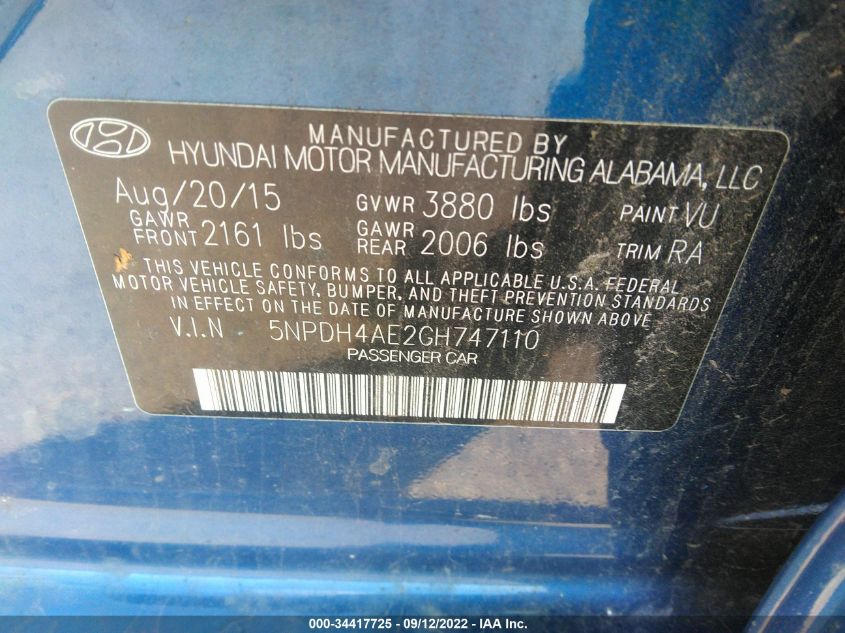 MANUFACTURED BY
HYUNDAI MOTOR MANUFACTURING ALABAMA, LLC
Aug/20/15 GVWR 3880 lbs PAINT VU
GAWR FRONT 2161 lbs GAWR REAR 2006 lbs TRIM RA
THIS VEHICLE CONFORMS TO ALL APPLICABLE U.S.A. FEDERAL
MOTOR VEHICLE SAFETY, BUMPER, AND THEFT PREVENTION STANDARDS
IN EFFECT ON THE DATE OF MANUFACTURE SHOWN ABOVE
V.I.N 5NPDH4AE2GH747110
PASSENGER CAR
000-34417725 - 09/12/2022 - IAA Inc.